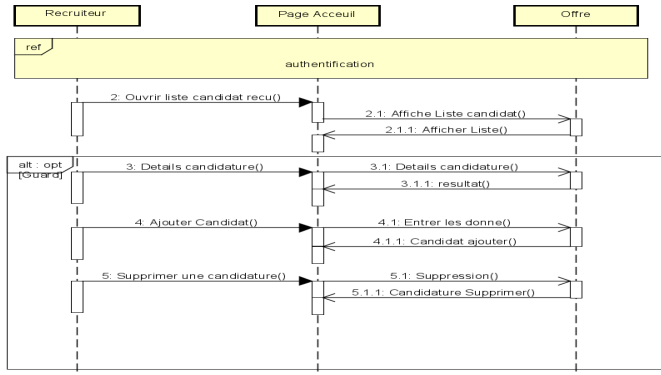 Recruiteur
Page Acceuil
Offre
ref
authentification
2: Ouvrir liste candidat recu()
2.1: Affiche Liste candidat()
2.1.1: Afficher Liste()
alt : opt
[Guard]
3: Details candidature()
3.1: Details candidature()
3.1.1: resultat()
4: Ajouter Candidat()
4.1: Entrer les donne()
4.1.1: Candidat ajouter()
5: Supprimer une candidature()
5.1: Suppression()
5.1.1: Candidature Supprimer()